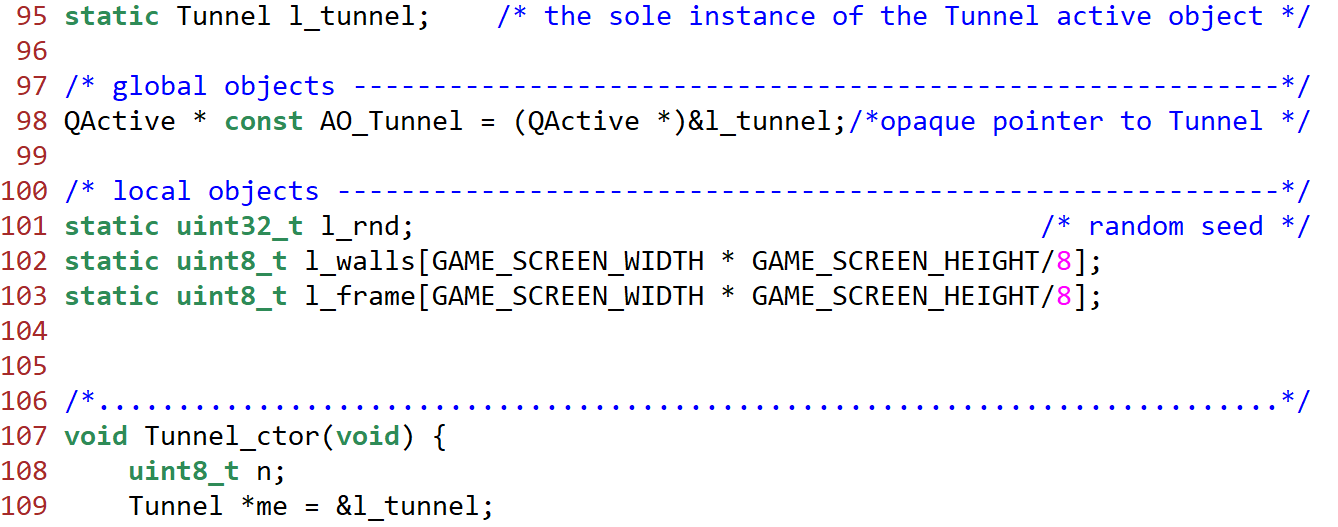 95 static Tunnel l_tunnel;    /* the sole instance of the Tunnel active object */
96
97 /* global objects ----------------------------------------------------------*/
98 QActive * const AO_Tunnel = (QActive *)&l_tunnel;/*opaque pointer to Tunnel */
99
100 /* local objects -----------------------------------------------------------*/
101 static uint32_t l_rnd;                                       /* random seed */
102 static uint8_t l_walls[GAME_SCREEN_WIDTH * GAME_SCREEN_HEIGHT/8];
103 static uint8_t l_frame[GAME_SCREEN_WIDTH * GAME_SCREEN_HEIGHT/8];
104
105
106 /*..........................................................................*/
107 void Tunnel_ctor(void) {
108     uint8_t n;
109     Tunnel *me = &l_tunnel;